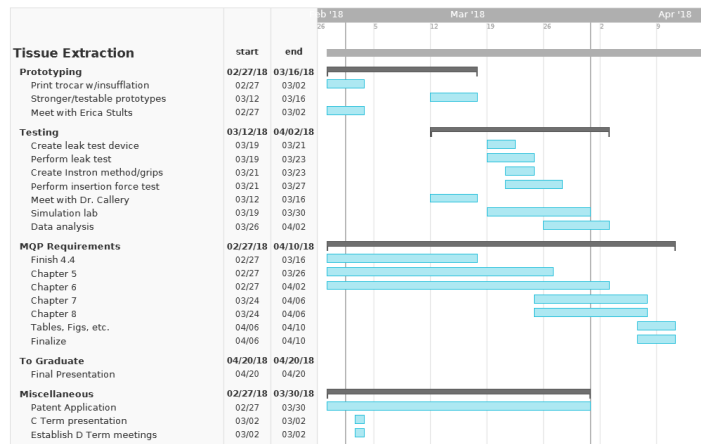 eb '18 Mar '18 Apr '18
26 5 12 19 26 2 9
Tissue Extraction start end
Prototyping 02/27/18 03/16/18
Print trocar w/insufflation 02/27 03/02
Stronger/testable prototypes 03/12 03/16
Meet with Erica Stults 02/27 03/02
Testing 03/12/18 04/02/18
Create leak test device 03/19 03/21
Perform leak test 03/19 03/23
Create Instron method/grips 03/21 03/23
Perform insertion force test 03/21 03/27
Meet with Dr. Callery 03/12 03/16
Simulation lab 03/19 03/30
Data analysis 03/26 04/02
MQP Requirements 02/27/18 04/10/18
Finish 4.4 02/27 03/16
Chapter 5 02/27 03/26
Chapter 6 02/27 04/02
Chapter 7 03/24 04/06
Chapter 8 03/24 04/06
Tables, Figs, etc. 04/06 04/10
Finalize 04/06 04/10
To Graduate 04/20/18 04/20/18
Final Presentation 04/20 04/20
Miscellaneous 02/27/18 03/30/18
Patent Application 02/27 03/30
C Term presentation 03/02 03/02
Establish D Term meetings 03/02 03/02